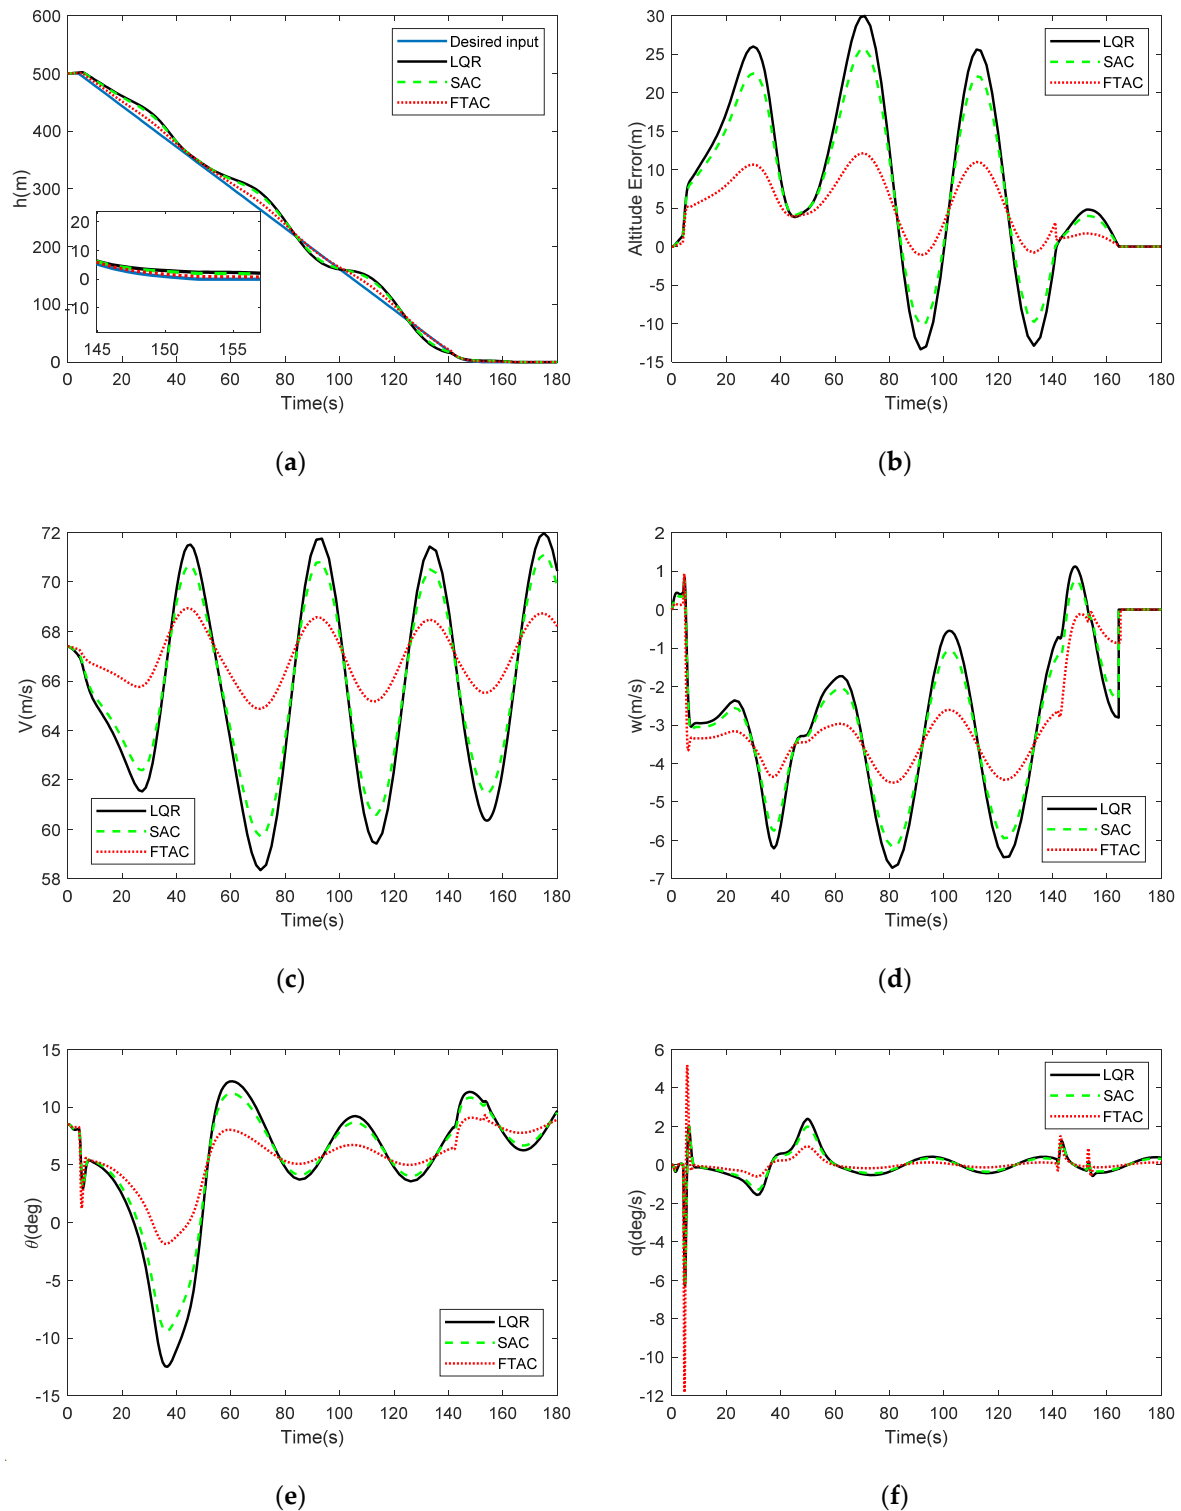 600
500
400
300
200
100
0
h(m)
Desired input
LQR
SAC
FTAC
20
10
0
-10
145 150 155
0 20 40 60 80 100 120 140 160 180
Time(s)
(a)
30
25
20
15
10
5
0
-5
-10
-15
Altitude Error(m)
LQR
SAC
FTAC
0 20 40 60 80 100 120 140 160 180
Time(s)
(b)
72
70
68
66
64
62
60
58
V(m/s)
LQR
SAC
FTAC
0 20 40 60 80 100 120 140 160 180
Time(s)
(c)
2
1
0
-1
-2
-3
-4
-5
-6
-7
w(m/s)
LQR
SAC
FTAC
0 20 40 60 80 100 120 140 160 180
Time(s)
(d)
15
10
5
0
-5
-10
-15
θ(deg)
LQR
SAC
FTAC
0 20 40 60 80 100 120 140 160 180
Time(s)
(e)
6
4
2
0
-2
-4
-6
-8
-10
-12
q(deg/s)
LQR
SAC
FTAC
0 20 40 60 80 100 120 140 160 180
Time(s)
(f)